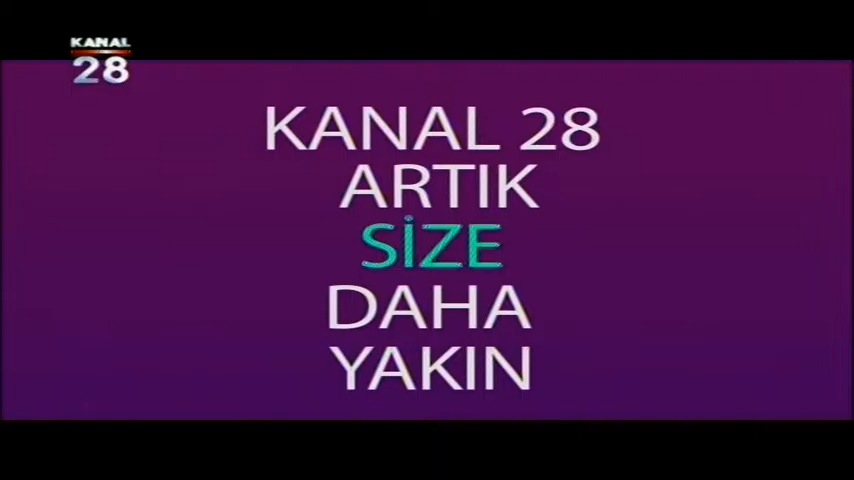 KANAL
28
KANAL 28
ARTIK
SİZE
DAHA
YAKIN